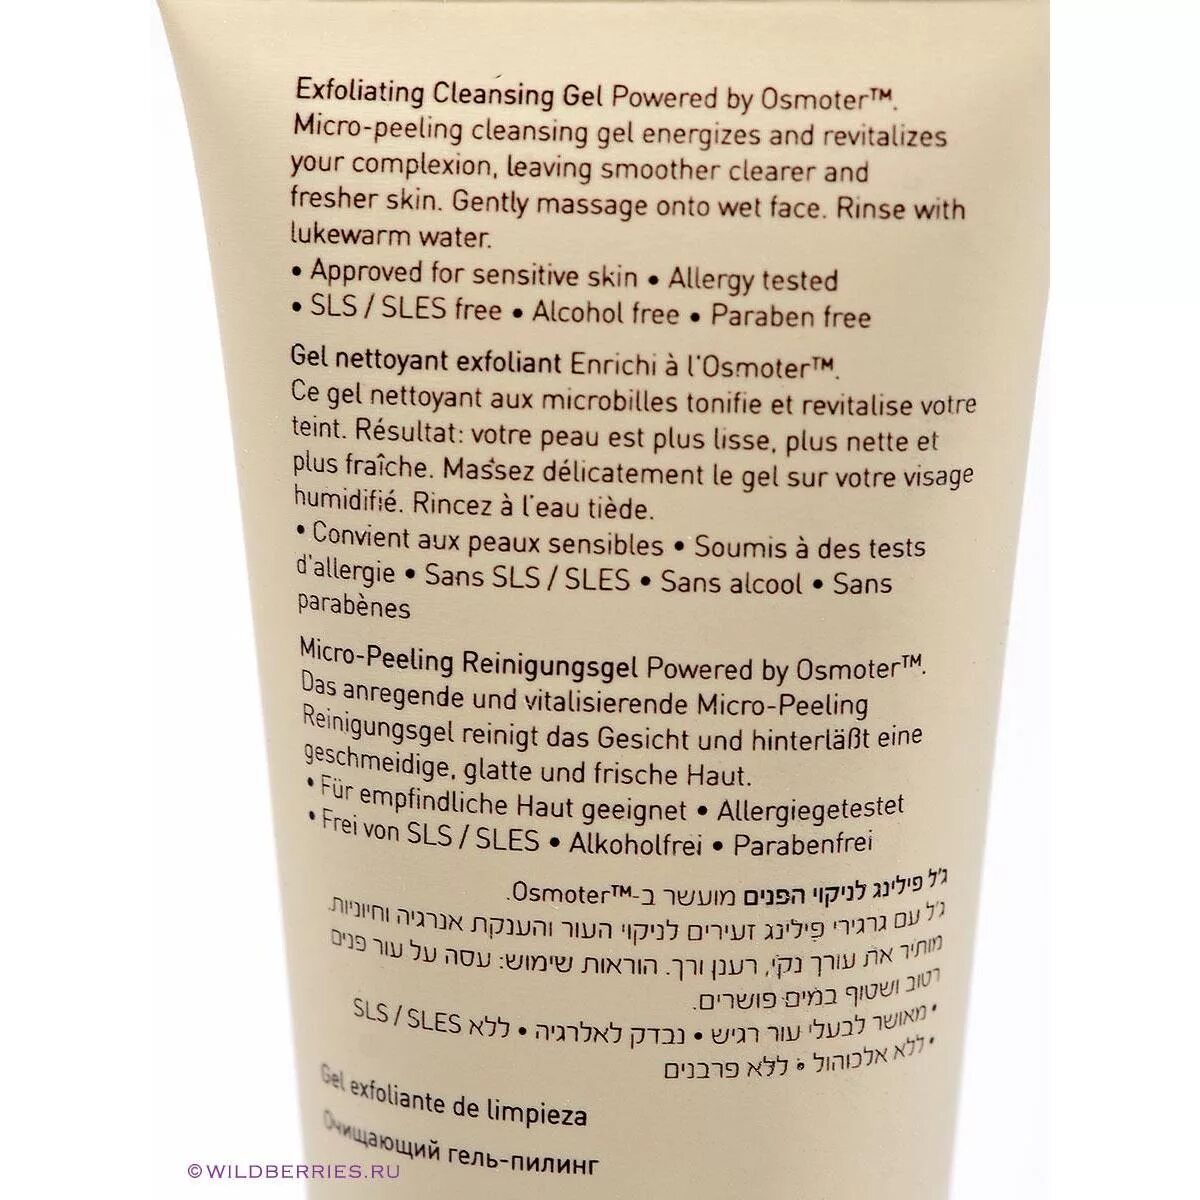 Exfoliating Cleansing Gel Powered by Osmoter™.
Micro-peeling cleansing gel energizes and revitalizes
your complexion, leaving smoother clearer and
fresher skin. Gently massage onto wet face. Rinse with
lukewarm water.
• Approved for sensitive skin • Allergy tested
• SLS / SLES free • Alcohol free • Paraben free
Gel nettoyant exfoliant Enrichi à l'Osmoter™.
Ce gel nettoyant aux microbilles tonifie et revitalise votre
teint. Résultat: votre peau est plus lisse, plus nette et
plus fraîche. Massez délicatement le gel sur votre visage
humidifié. Rincez à l'eau tiède.
• Convient aux peaux sensibles • Soumis à des tests
d'allergie • Sans SLS / SLES • Sans alcool • Sans
parabènes
Micro-Peeling Reinigungsgel Powered by Osmoter™.
Das anregende und vitalisierende Micro-Peeling
Reinigungsgel reinigt das Gesicht und hinterläßt eine
geschmeidige, glatte und frische Haut.
• Für empfindliche Haut geeignet • Allergiegetestet
• Frei von SLS / SLES • Alkoholfrei • Parabenfrei
ג'ל פילינג לניקוי הפנים מועשר ב-Osmoter™.
ג'ל עם גרגירי פילינג זעירים לניקוי העור והענקת אנרגיה וחיוניות.
מותיר את עורך נקי, רענן ורך. הוראות שימוש: עסה על עור פנים
רטוב ושטוף במים פושרים.
• מאושר לבעלי עור רגיש • נבדק לאלרגיה • ללא SLS / SLES
• ללא אלכוהול • ללא פרבנים
Gel exfoliante de limpieza
Очищающий гель-пилинг
©WILDBERRIES.RU